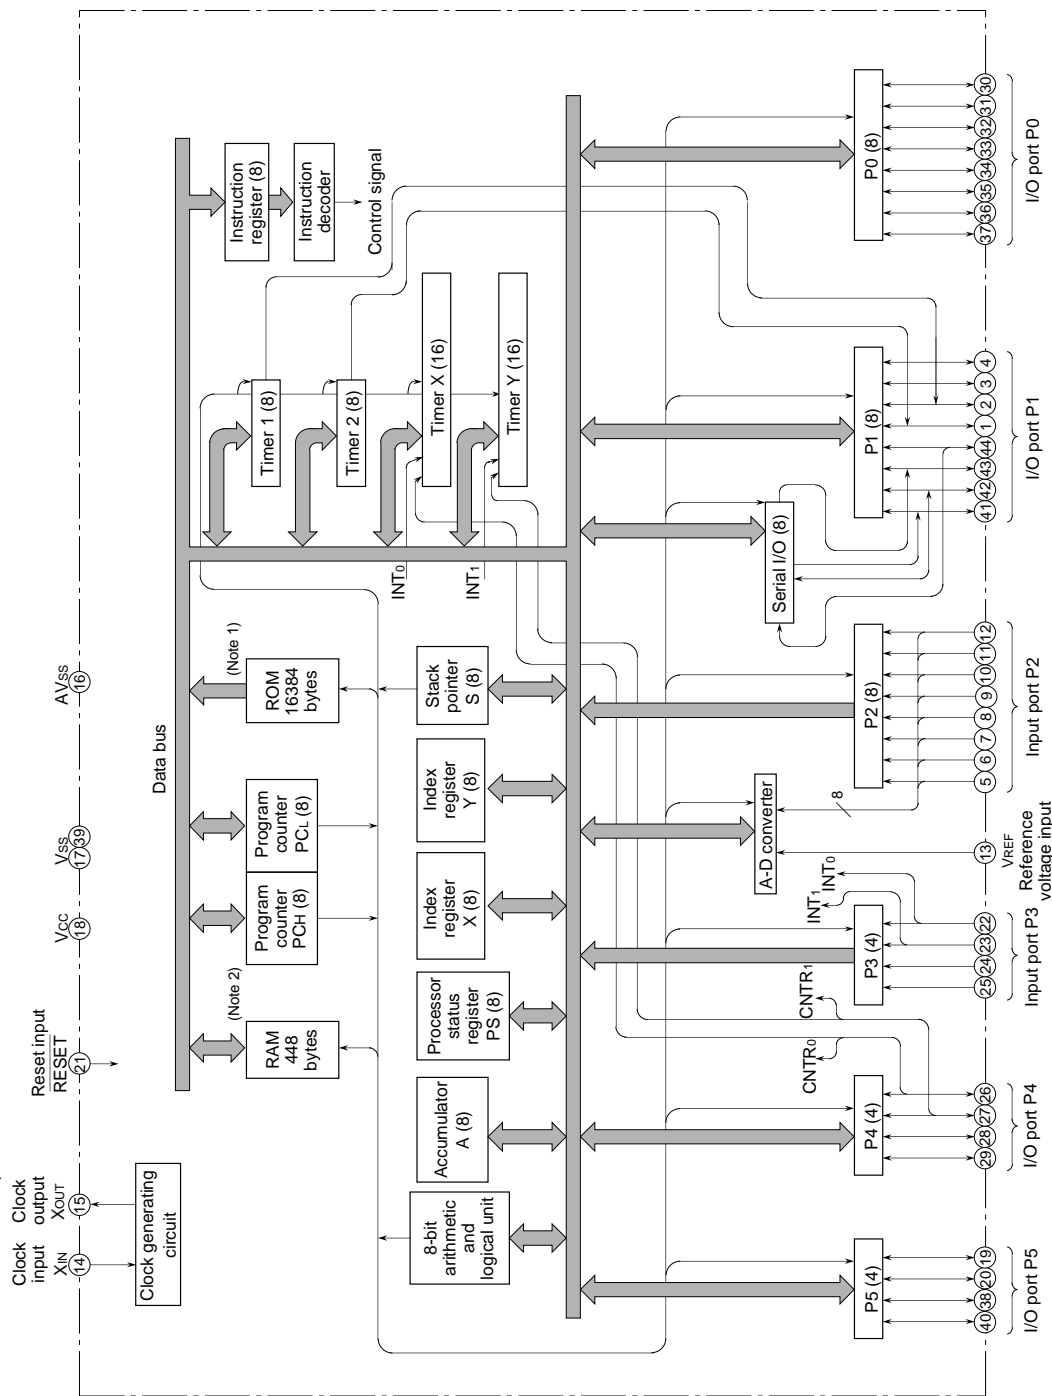 Clock
input
XIN
14
Clock
output
XOUT
15
Reset input
RESET
21
VCC
18
VSS
17 39
AVSS
16
Clock generating
circuit
Data bus
RAM
448
bytes
(Note 2)
Program
counter
PCH (8)
Program
counter
PCL (8)
ROM
16384
bytes
(Note 1)
Instruction
register (8)
Instruction
decoder
Control signal
Timer 1 (8)
Timer 2 (8)
Timer X (16)
Timer Y (16)
INT0
INT1
8-bit
arithmetic
and
logical unit
Accumulator
A (8)
Processor
status
register
PS (8)
Index
register
X (8)
Index
register
Y (8)
Stack
pointer
S (8)
P5 (4)
P4 (4)
CNTR0
CNTR1
P3 (4)
INT1
INT0
A-D converter
8
P2 (8)
Serial I/O (8)
P1 (8)
P0 (8)
40 38 20 19
I/O port P5
29 28 27 26
I/O port P4
25 24 23 22
Input port P3
13
VREF
Reference
voltage input
5 6 7 8 9 10 11 12
Input port P2
41 42 43 44 1 2 3 4
I/O port P1
37 36 35 34 33 32 31 30
I/O port P0